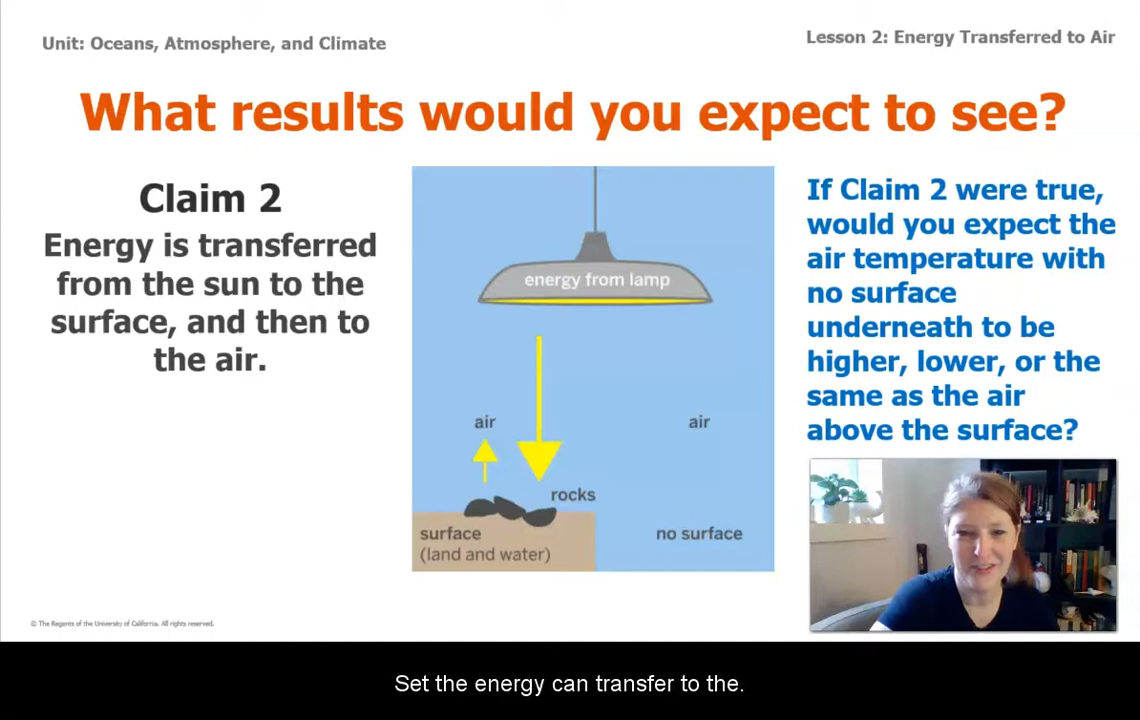 Unit: Oceans, Atmosphere, and Climate
Lesson 2: Energy Transferred to Air
What results would you expect to see?
Claim 2
Energy is transferred
from the sun to the
surface, and then to
the air.
energy from lamp
air
air
rocks
surface
(land and water)
no surface
If Claim 2 were true,
would you expect the
air temperature with
no surface
underneath to be
higher, lower, or the
same as the air
above the surface?
© The Regents of the University of California. All rights reserved.
Set the energy can transfer to the.